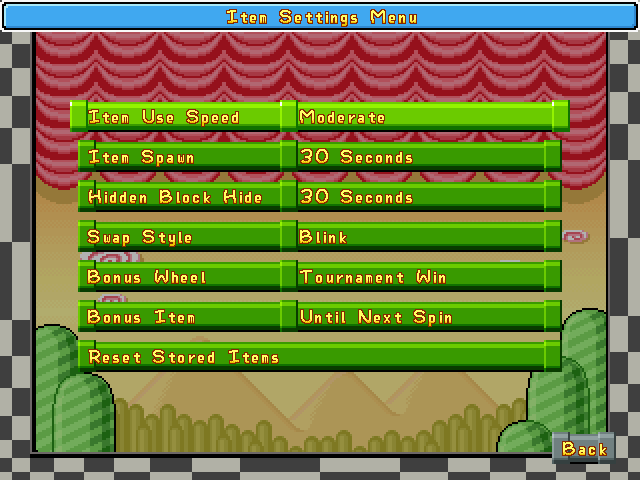 Item Settings Menu
Item Use Speed Moderate
Item Spawn 30 Seconds
Hidden Block Hide 30 Seconds
Swap Style Blink
Bonus Wheel Tournament Win
Bonus Item Until Next Spin
Reset Stored Items
Back